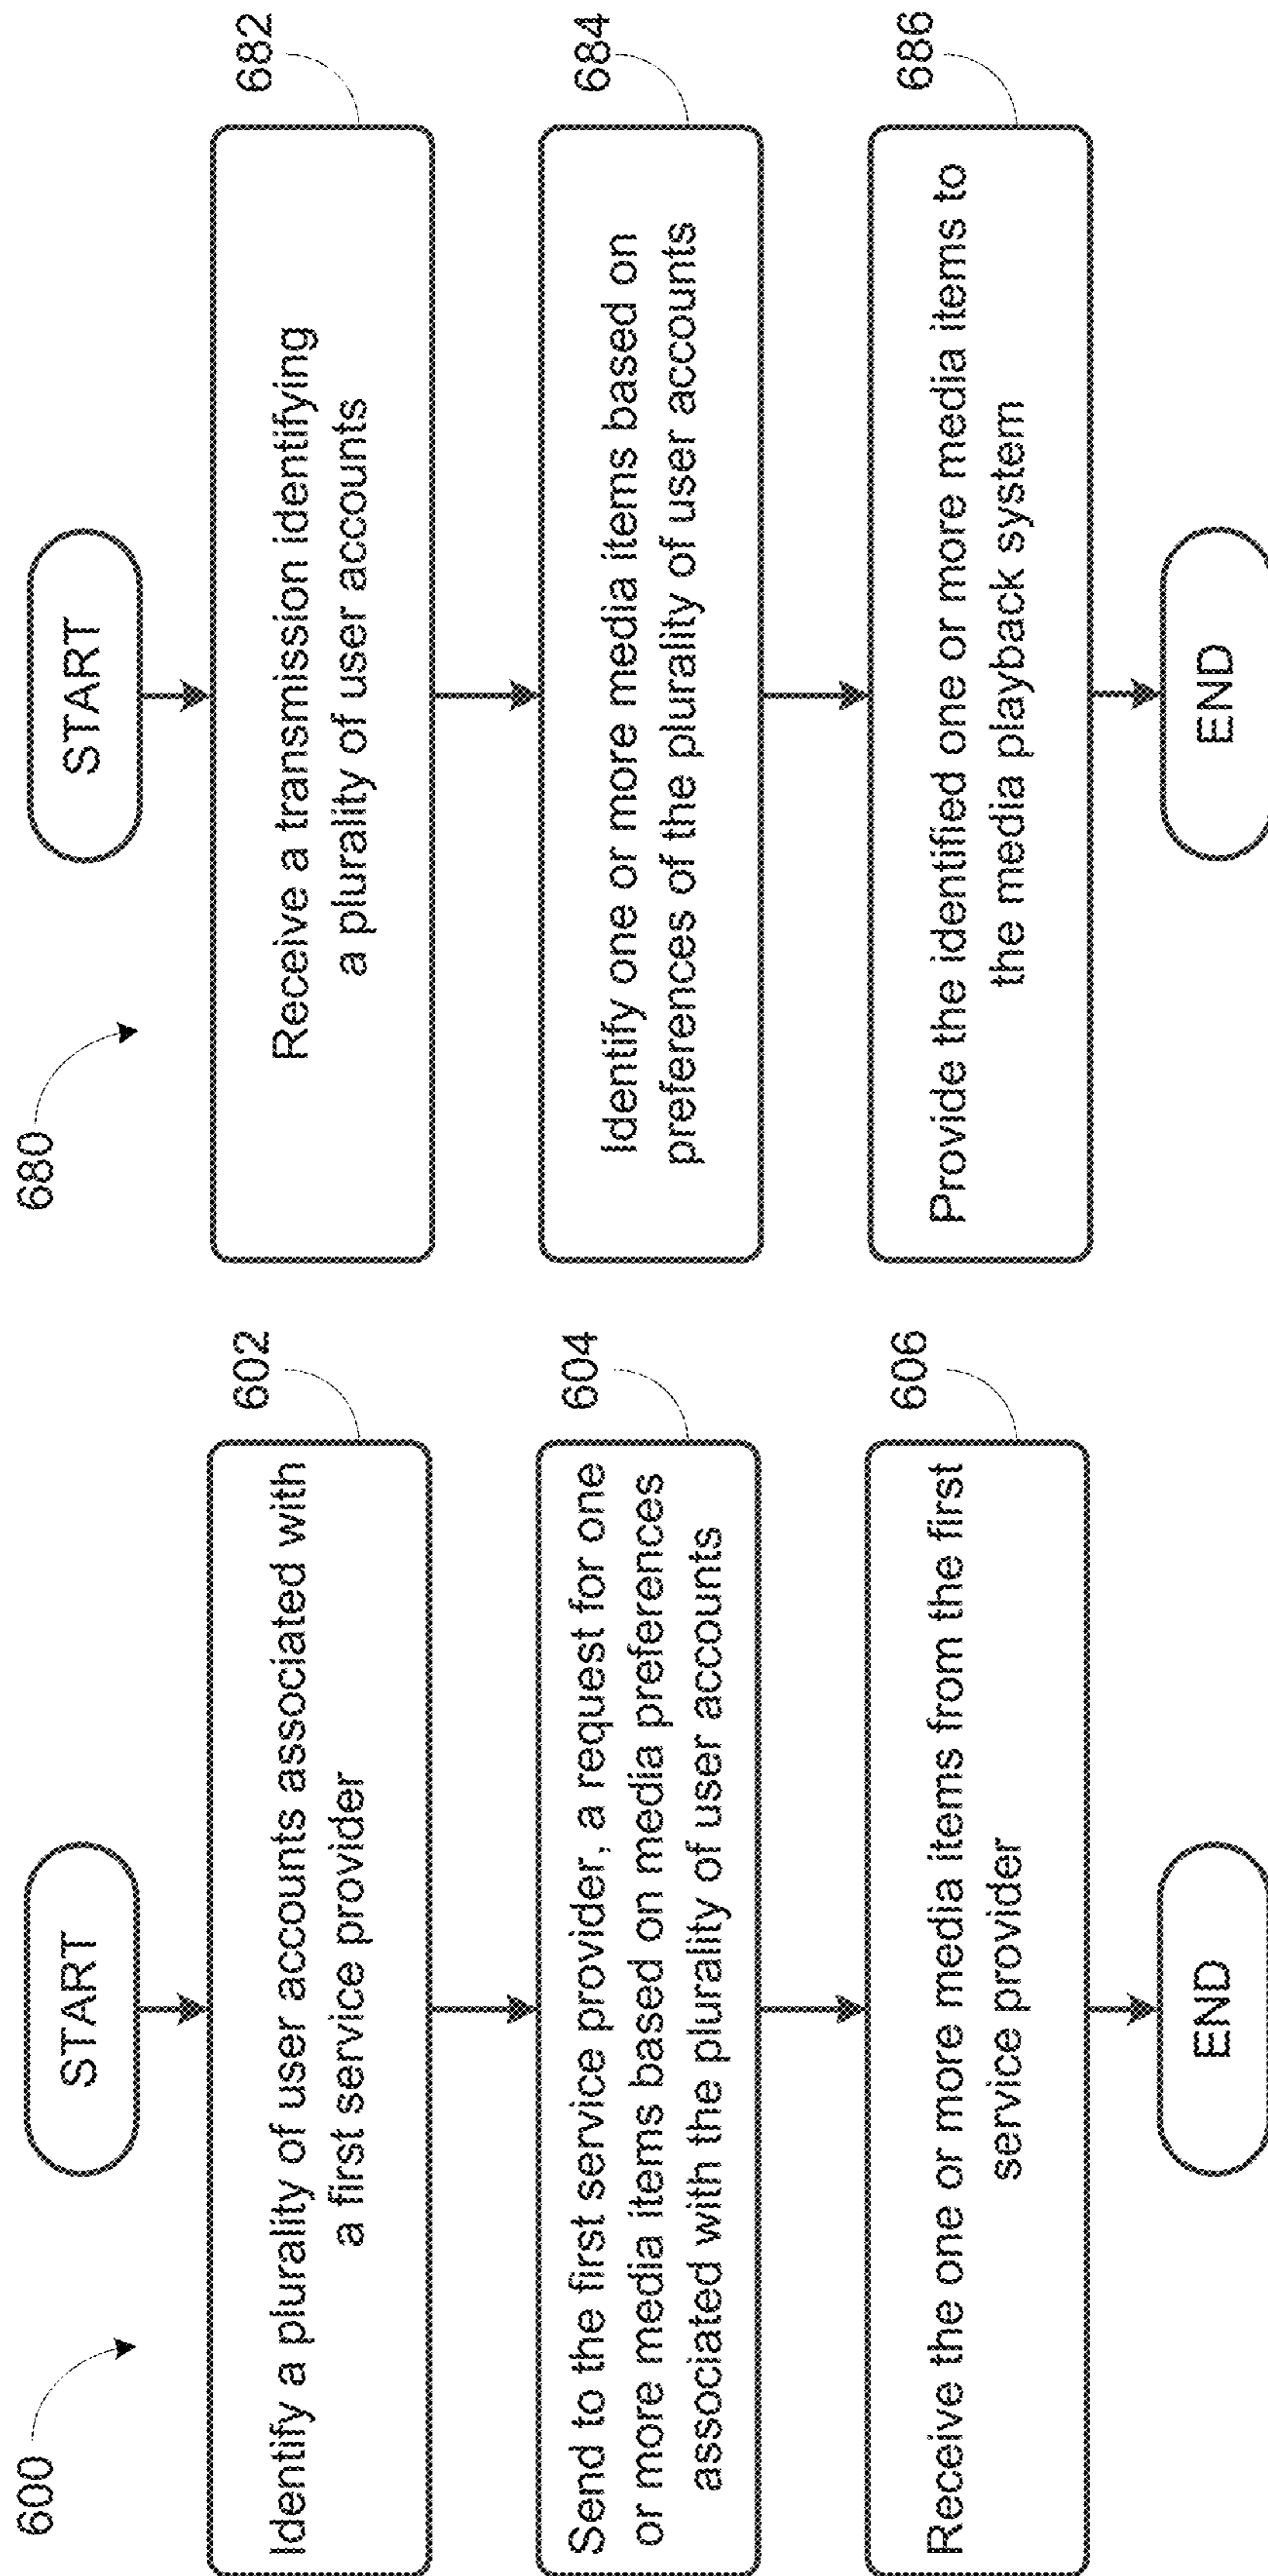 600
START
Identify a plurality of user accounts associated with
a first service provider
602
Send to the first service provider, a request for one
or more media items based on media preferences
associated with the plurality of user accounts
604
Receive the one or more media items from the first
service provider
606
END
680
START
Receive a transmission identifying
a plurality of user accounts
682
Identify one or more media items based on
preferences of the plurality of user accounts
684
Provide the identified one or more media items to
the media playback system
686
END